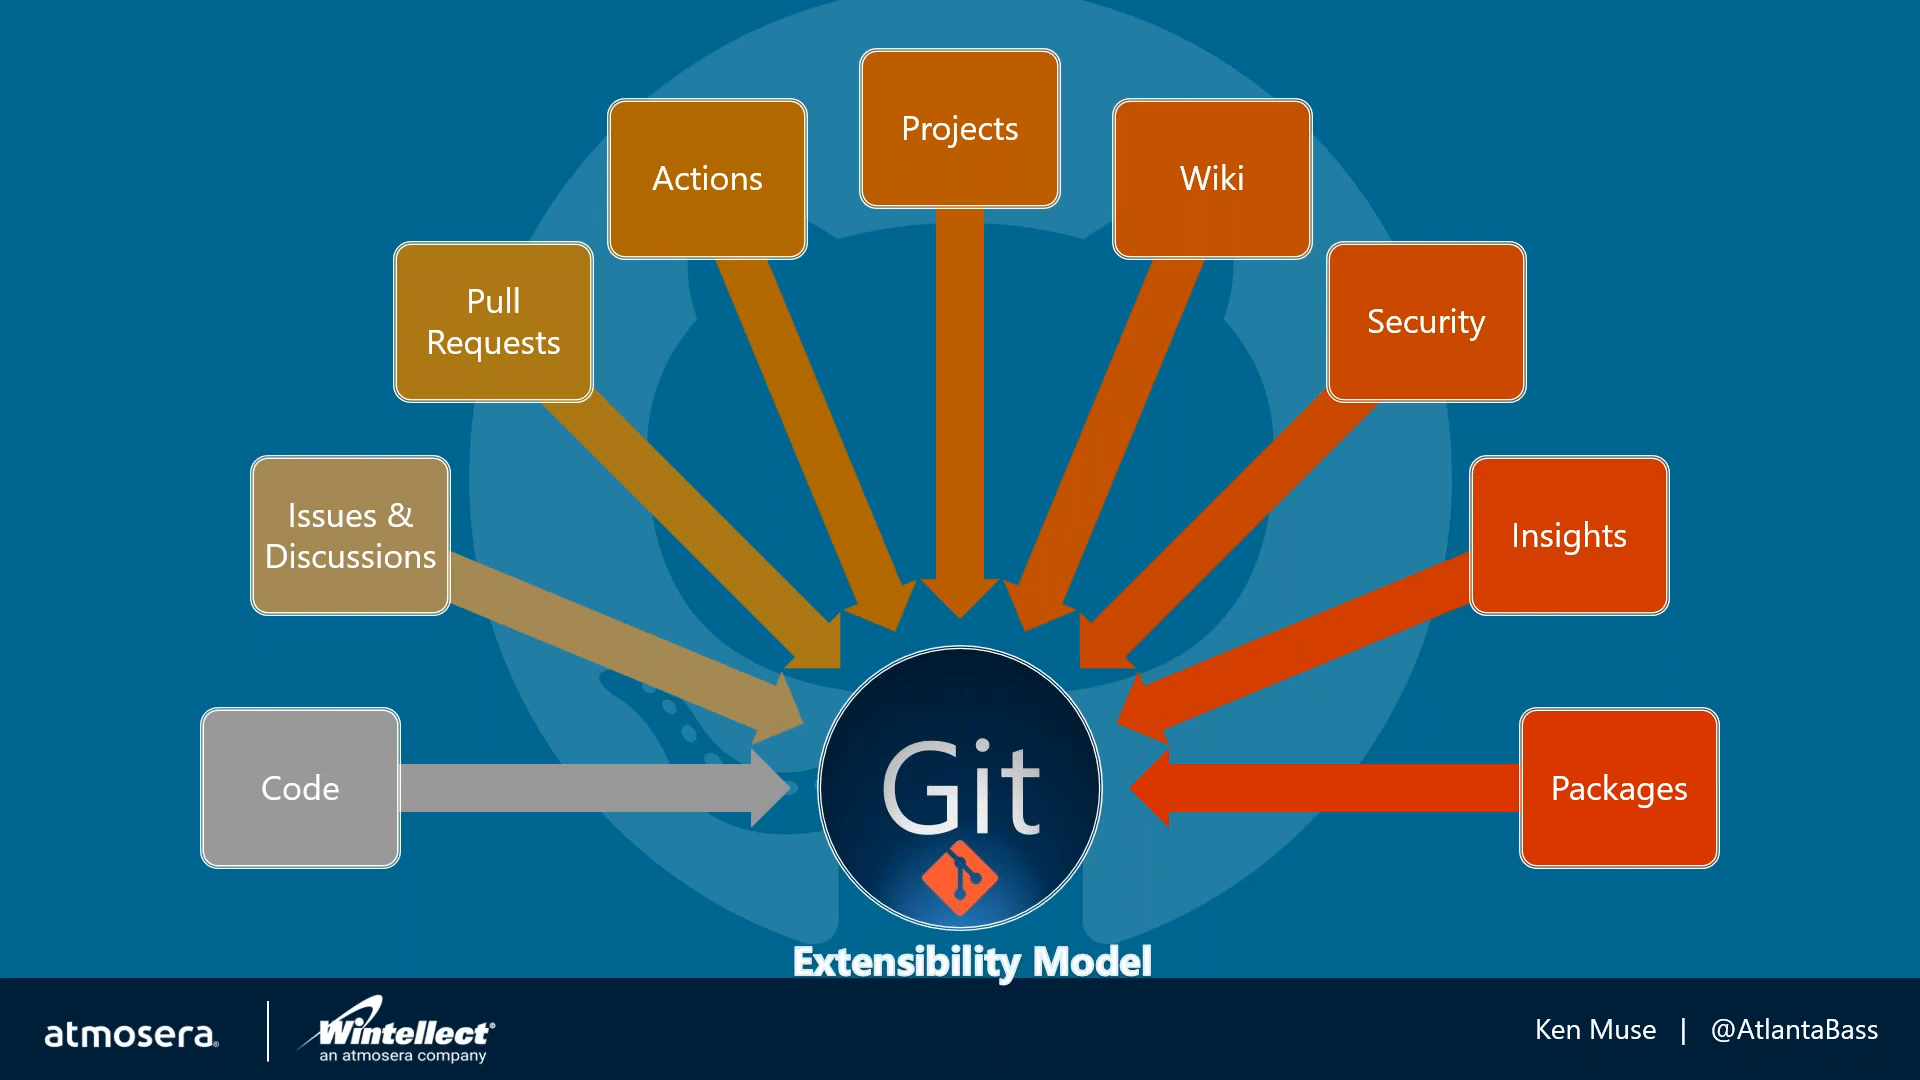 Projects
Actions
Wiki
Pull
Requests
Security
Issues &
Discussions
Insights
Code
Git
Packages
Extensibility Model
atmosera®
Wintellect®
an atmosera company
Ken Muse | @AtlantaBass